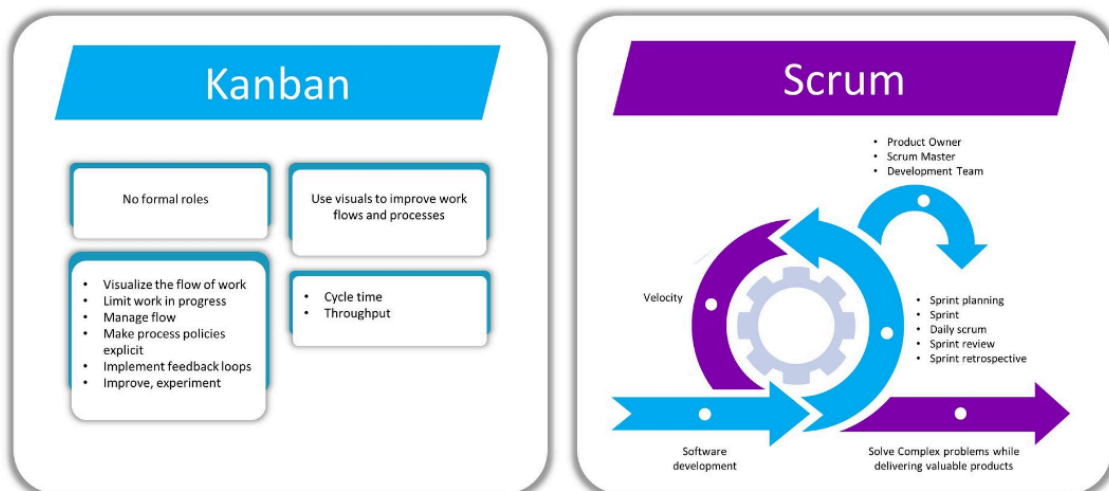 Kanban
No formal roles
Use visuals to improve work
flows and processes
• Visualize the flow of work
• Limit work in progress
• Manage flow
• Make process policies
explicit
• Implement feedback loops
• Improve, experiment
• Cycle time
• Throughput
Scrum
• Product Owner
• Scrum Master
• Development Team
Velocity
• Sprint planning
• Sprint
• Daily scrum
• Sprint review
• Sprint retrospective
Software
development
Solve Complex problems while
delivering valuable products